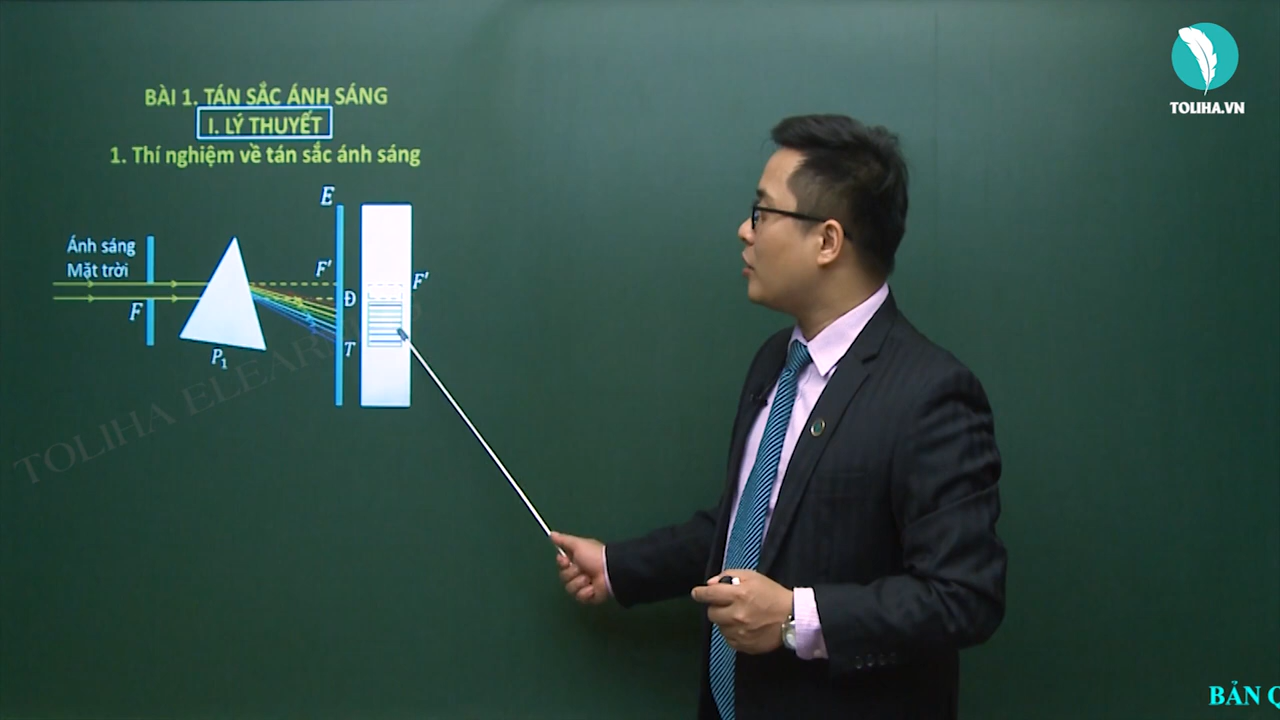 TOLIHA.VN
BÀI 1. TÁN SẮC ÁNH SÁNG
I. LÝ THUYẾT
1. Thí nghiệm về tán sắc ánh sáng
E
Ánh sáng
Mặt trời
F'
F'
Đ
F
T
P₁
TOLIHA ELEAR
BẢN